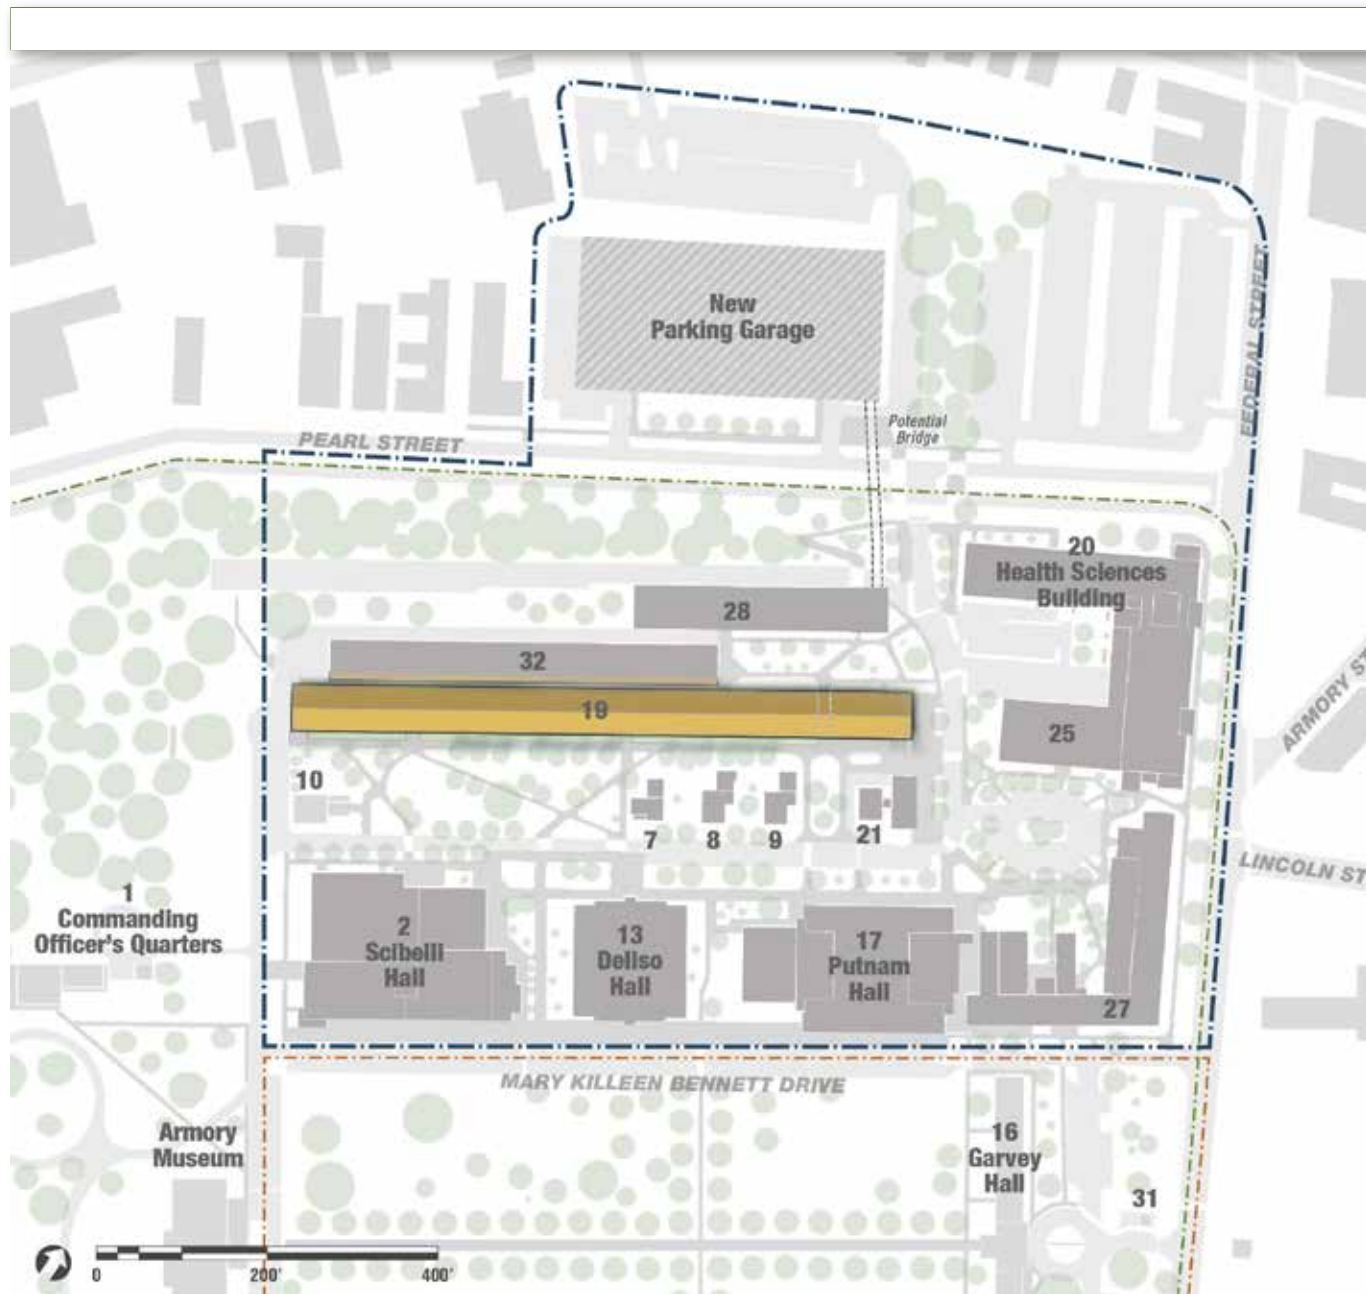 New
Parking Garage
FEDERAL STREET
Potential
Bridge
PEARL STREET
20
Health Sciences
Building
28
32
19
25
ARMORY ST
10
7
8
9
21
LINCOLN ST
1
Commanding
Officer's Quarters
2
Scibelli
Hall
13
Deliso
Hall
17
Putnam
Hall
27
MARY KILLEEN BENNETT DRIVE
Armory
Museum
16
Garvey
Hall
31
0
200'
400'